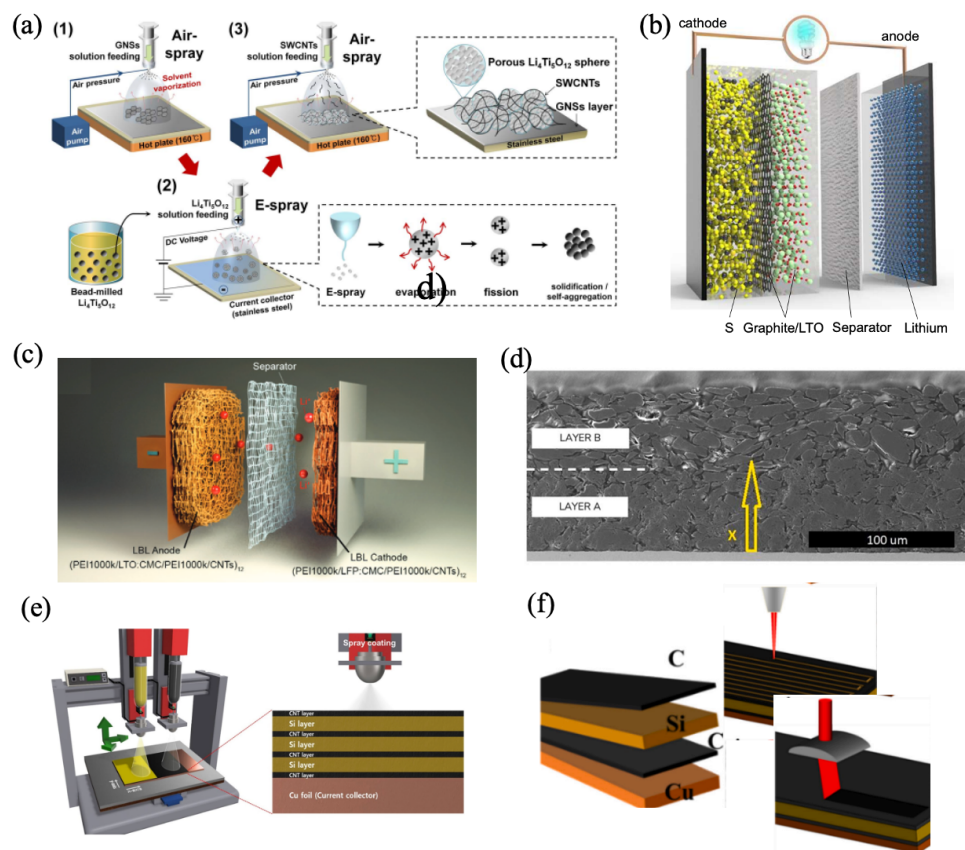 (a)
(1)
GNSs
solution feeding
Air-
spray
Air pressure
Solvent
vaporization
Air
pump
Hot plate (160℃)
(3)
SWCNTs
solution feeding
Air-
spray
Air pressure
Air
pump
Hot plate (160℃)
Porous Li₄Ti₅O₁₂
sphere
SWCNTs
GNSs layer
Stainless steel
(2)
Li₄Ti₅O₁₂
solution feeding
E-spray
DC Voltage
Bead-milled
Li₄Ti₅O₁₂
Current collector
(stainless steel)
E-spray
evaporation
fission
solidification /
self-aggregation
d)
(b)
cathode
anode
S
Graphite/LTO
Separator
Lithium
(c)
Separator
-
+
LBL Anode
(PEI1000k/LTO:CMC/PEI1000k/CNTs)₁₂
LBL Cathode
(PEI1000k/LFP:CMC/PEI1000k/CNTs)₁₂
(d)
LAYER B
LAYER A
X
100 um
(e)
Spray coating
CNT layer
Si layer
CNT layer
Si layer
CNT layer
Si layer
CNT layer
Cu foil (Current collector)
(f)
C
Si
C
Cu